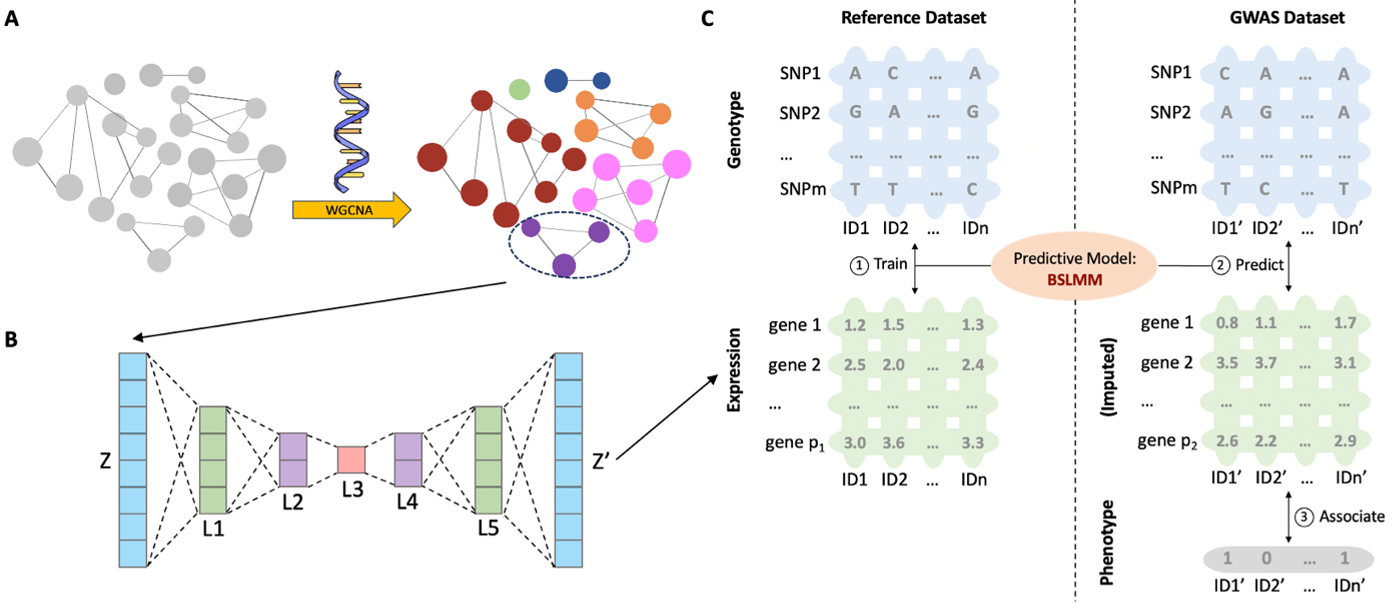 A
WGCNA
B
Z
L1
L2
L3
L4
L5
Z’
C
Reference Dataset
GWAS Dataset
Genotype
SNP1 A C ... A
SNP2 G A ... G
... ... ... ... ...
SNPm T T ... C
ID1 ID2 ... IDn
SNP1 C A ... A
SNP2 A G ... A
... ... ... ... ...
SNPm T C ... T
ID1’ ID2’ ... IDn’
1 Train
Predictive Model:
BSLMM
2 Predict
Expression
gene 1 1.2 1.5 ... 1.3
gene 2 2.5 2.0 ... 2.4
... ... ... ... ...
gene p₁ 3.0 3.6 ... 3.3
ID1 ID2 ... IDn
(Imputed)
gene 1 0.8 1.1 ... 1.7
gene 2 3.5 3.7 ... 3.1
... ... ... ... ...
gene p₂ 2.6 2.2 ... 2.9
ID1’ ID2’ ... IDn’
3 Associate
Phenotype
1 0 ... 1
ID1’ ID2’ ... IDn’